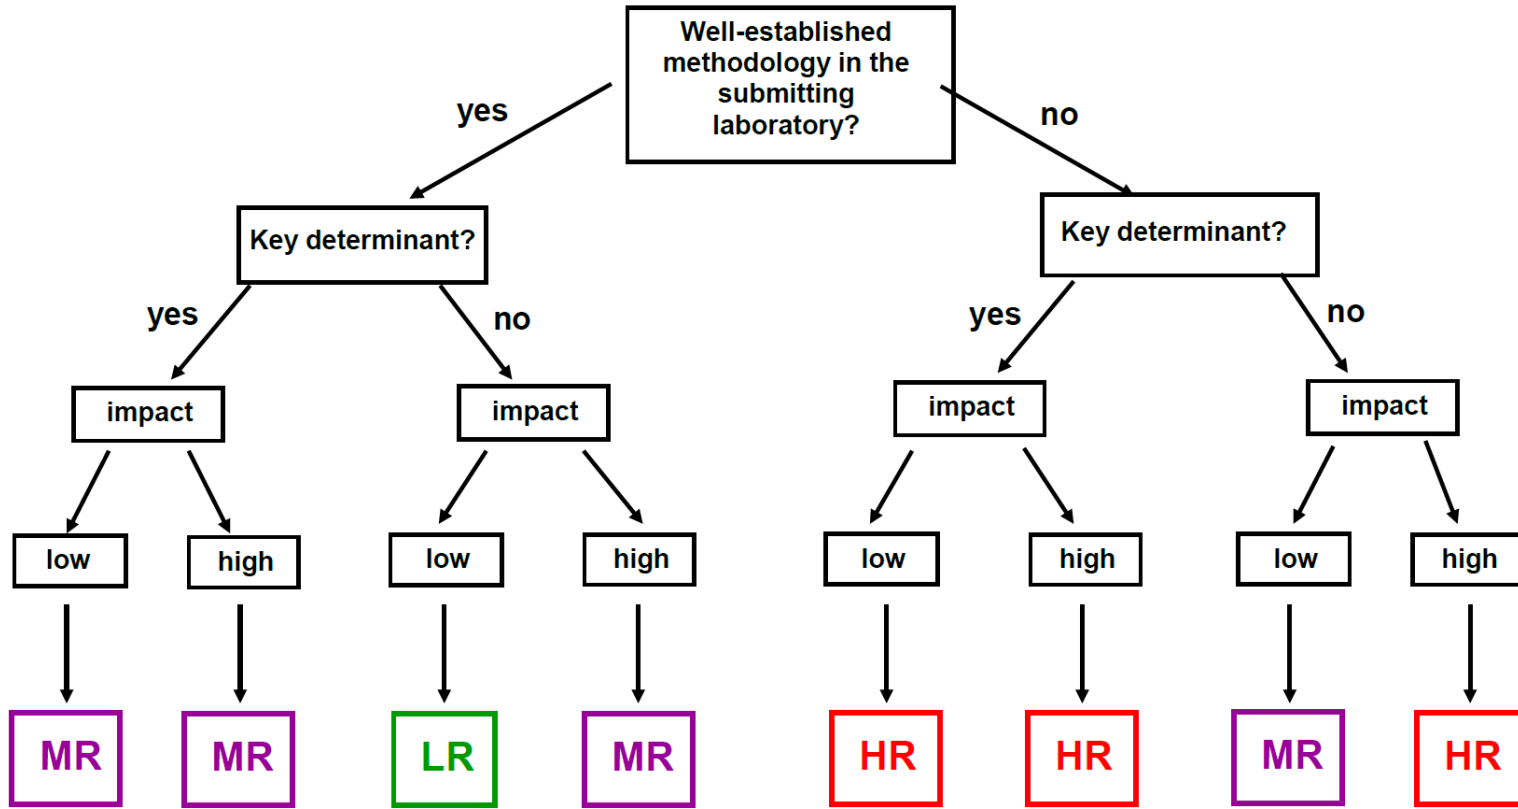 Well-established
methodology in the
submitting
laboratory?
yes
no
Key determinant?
Key determinant?
yes
no
yes
no
impact
impact
impact
impact
low
high
low
high
low
high
low
high
MR
MR
LR
MR
HR
HR
MR
HR